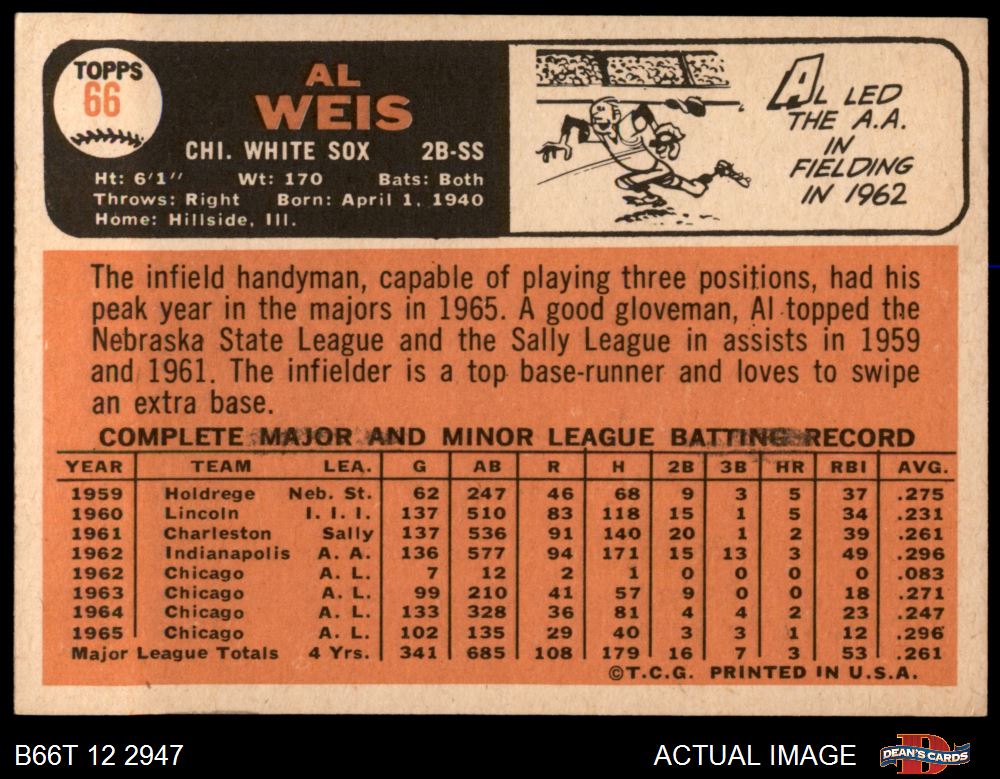 TOPPS
66
AL
WEIS
CHI. WHITE SOX 2B-SS
Ht: 6'1'' Wt: 170 Bats: Both
Throws: Right Born: April 1, 1940
Home: Hillside, Ill.
AL LED
THE A.A.
IN
FIELDING
IN 1962
The infield handyman, capable of playing three positions, had his
peak year in the majors in 1965. A good gloveman, Al topped the
Nebraska State League and the Sally League in assists in 1959
and 1961. The infielder is a top base-runner and loves to swipe
an extra base.
COMPLETE MAJOR AND MINOR LEAGUE BATTING RECORD
YEAR TEAM LEA. G AB R H 2B 3B HR RBI AVG.
1959 Holdrege Neb. St. 62 247 46 68 9 3 5 37 .275
1960 Lincoln I. I. I. 137 510 83 118 15 1 5 34 .231
1961 Charleston Sally 137 536 91 140 20 1 2 39 .261
1962 Indianapolis A. A. 136 577 94 171 15 13 3 49 .296
1962 Chicago A. L. 7 12 2 1 0 0 0 0 .083
1963 Chicago A. L. 99 210 41 57 9 0 0 18 .271
1964 Chicago A. L. 133 328 36 81 4 4 2 23 .247
1965 Chicago A. L. 102 135 29 40 3 3 1 12 .296
Major League Totals 4 Yrs. 341 685 108 179 16 7 3 53 .261
©T.C.G. PRINTED IN U.S.A.
B66T 12 2947
ACTUAL IMAGE
DEAN'S CARDS